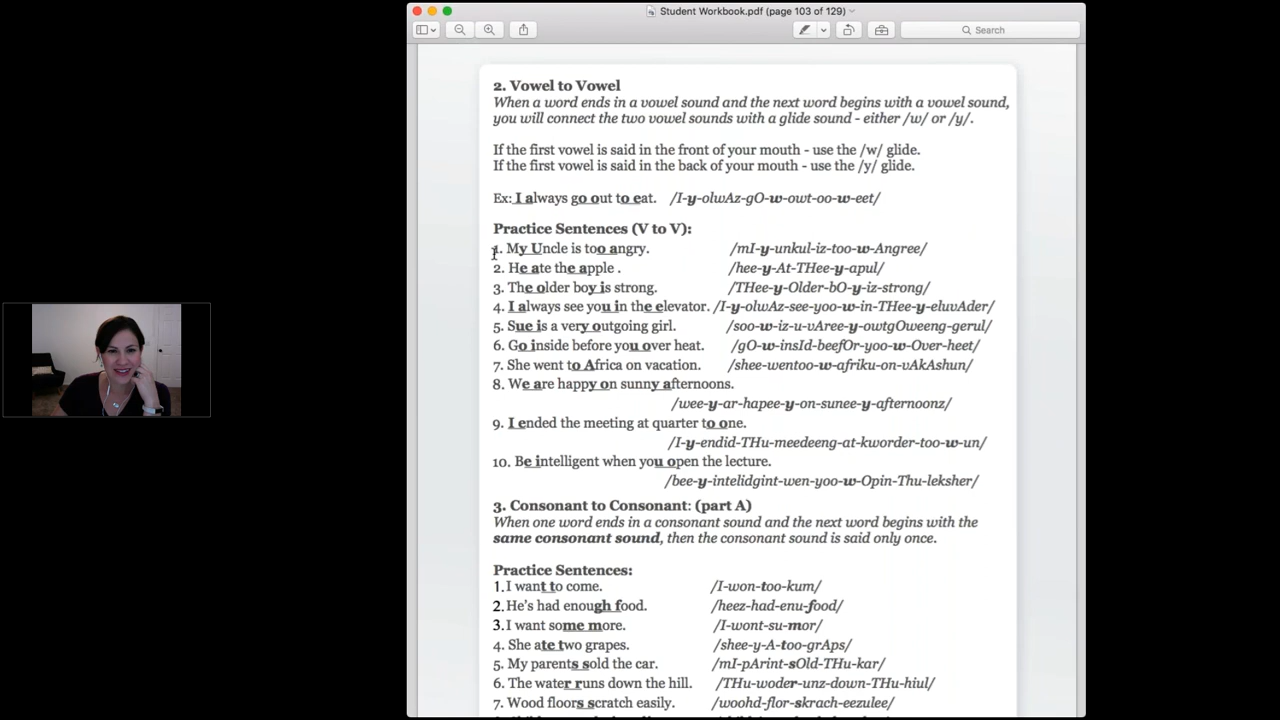 Student Workbook.pdf (page 103 of 129)
Search
2. Vowel to Vowel
When a word ends in a vowel sound and the next word begins with a vowel sound,
you will connect the two vowel sounds with a glide sound - either /w/ or /y/.
If the first vowel is said in the front of your mouth - use the /w/ glide.
If the first vowel is said in the back of your mouth - use the /y/ glide.
Ex: I always go out to eat. /I-y-olwAz-gO-w-owt-oo-w-eet/
Practice Sentences (V to V):
1. My Uncle is too angry. /mI-y-unkul-iz-too-w-Angree/
2. He ate the apple . /hee-y-At-THee-y-apul/
3. The older boy is strong. /THee-y-Older-bO-y-iz-strong/
4. I always see you in the elevator. /I-y-olwAz-see-yoo-w-in-THee-y-eluvAder/
5. Sue is a very outgoing girl. /soo-w-iz-u-vAree-y-owtgOweeng-gerul/
6. Go inside before you over heat. /gO-w-insId-beefOr-yoo-w-Over-heet/
7. She went to Africa on vacation. /shee-wentoo-w-afriku-on-vAkAshun/
8. We are happy on sunny afternoons.
/wee-y-ar-hapee-y-on-sunee-y-afternoonz/
9. I ended the meeting at quarter to one.
/I-y-endid-THu-meedeeng-at-kworder-too-w-un/
10. Be intelligent when you open the lecture.
/bee-y-intelidgint-wen-yoo-w-Opin-Thu-leksher/
3. Consonant to Consonant: (part A)
When one word ends in a consonant sound and the next word begins with the
same consonant sound, then the consonant sound is said only once.
Practice Sentences:
1. I want to come. /I-won-too-kum/
2. He's had enough food. /heez-had-enu-food/
3. I want some more. /I-wont-su-mor/
4. She ate two grapes. /shee-y-A-too-grAps/
5. My parents sold the car. /mI-pArint-sOld-THu-kar/
6. The water runs down the hill. /THu-woder-unz-down-THu-hiul/
7. Wood floors scratch easily. /woohd-flor-skrach-eezulee/